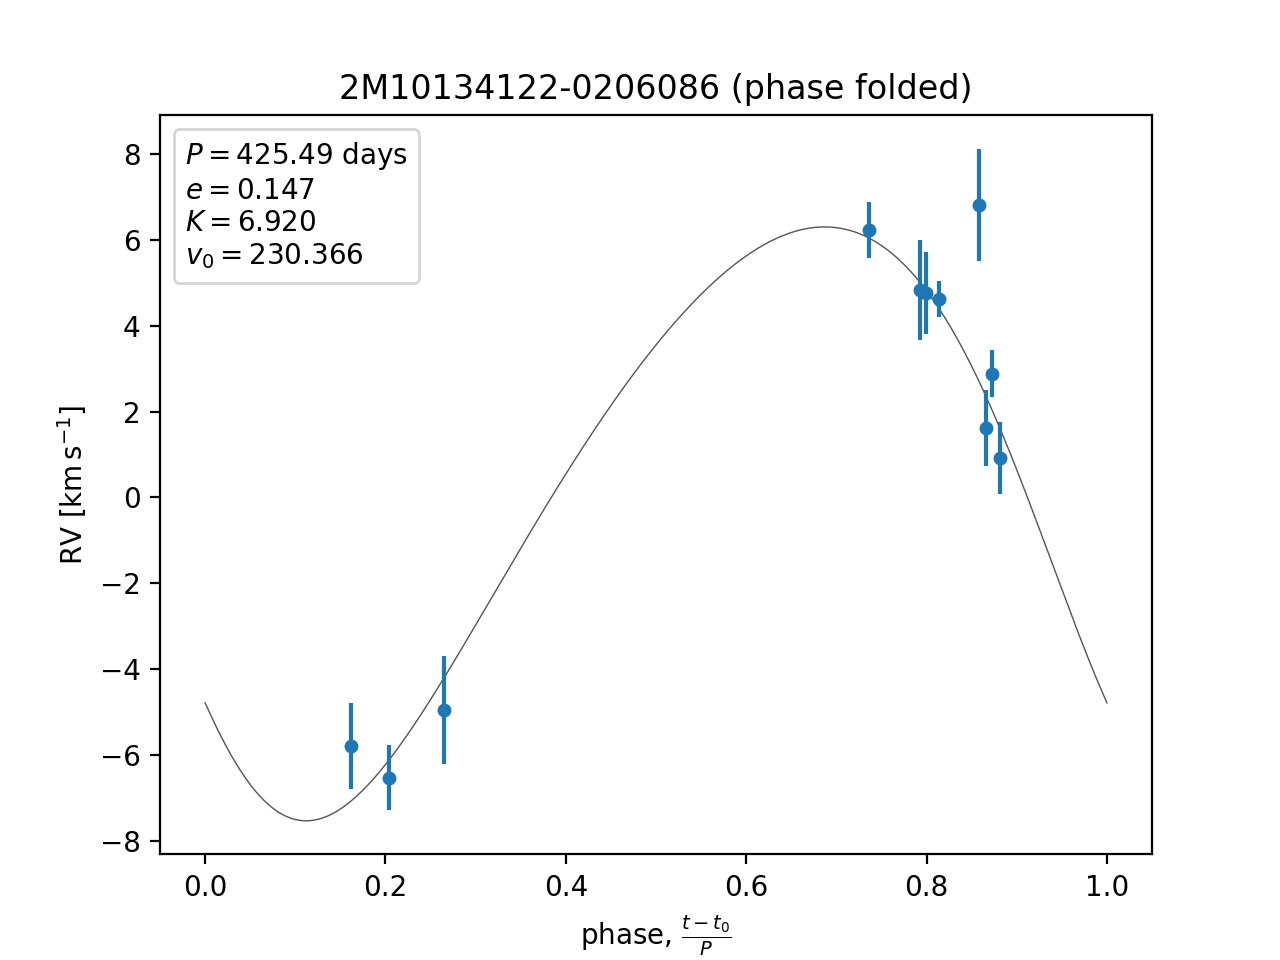 2M10134122-0206086 (phase folded)
P = 425.49 days
e = 0.147
K = 6.920
v₀ = 230.366
8
6
4
2
0
−2
−4
−6
−8
RV [km s⁻¹]
0.0 0.2 0.4 0.6 0.8 1.0
phase, (t − t₀)/P